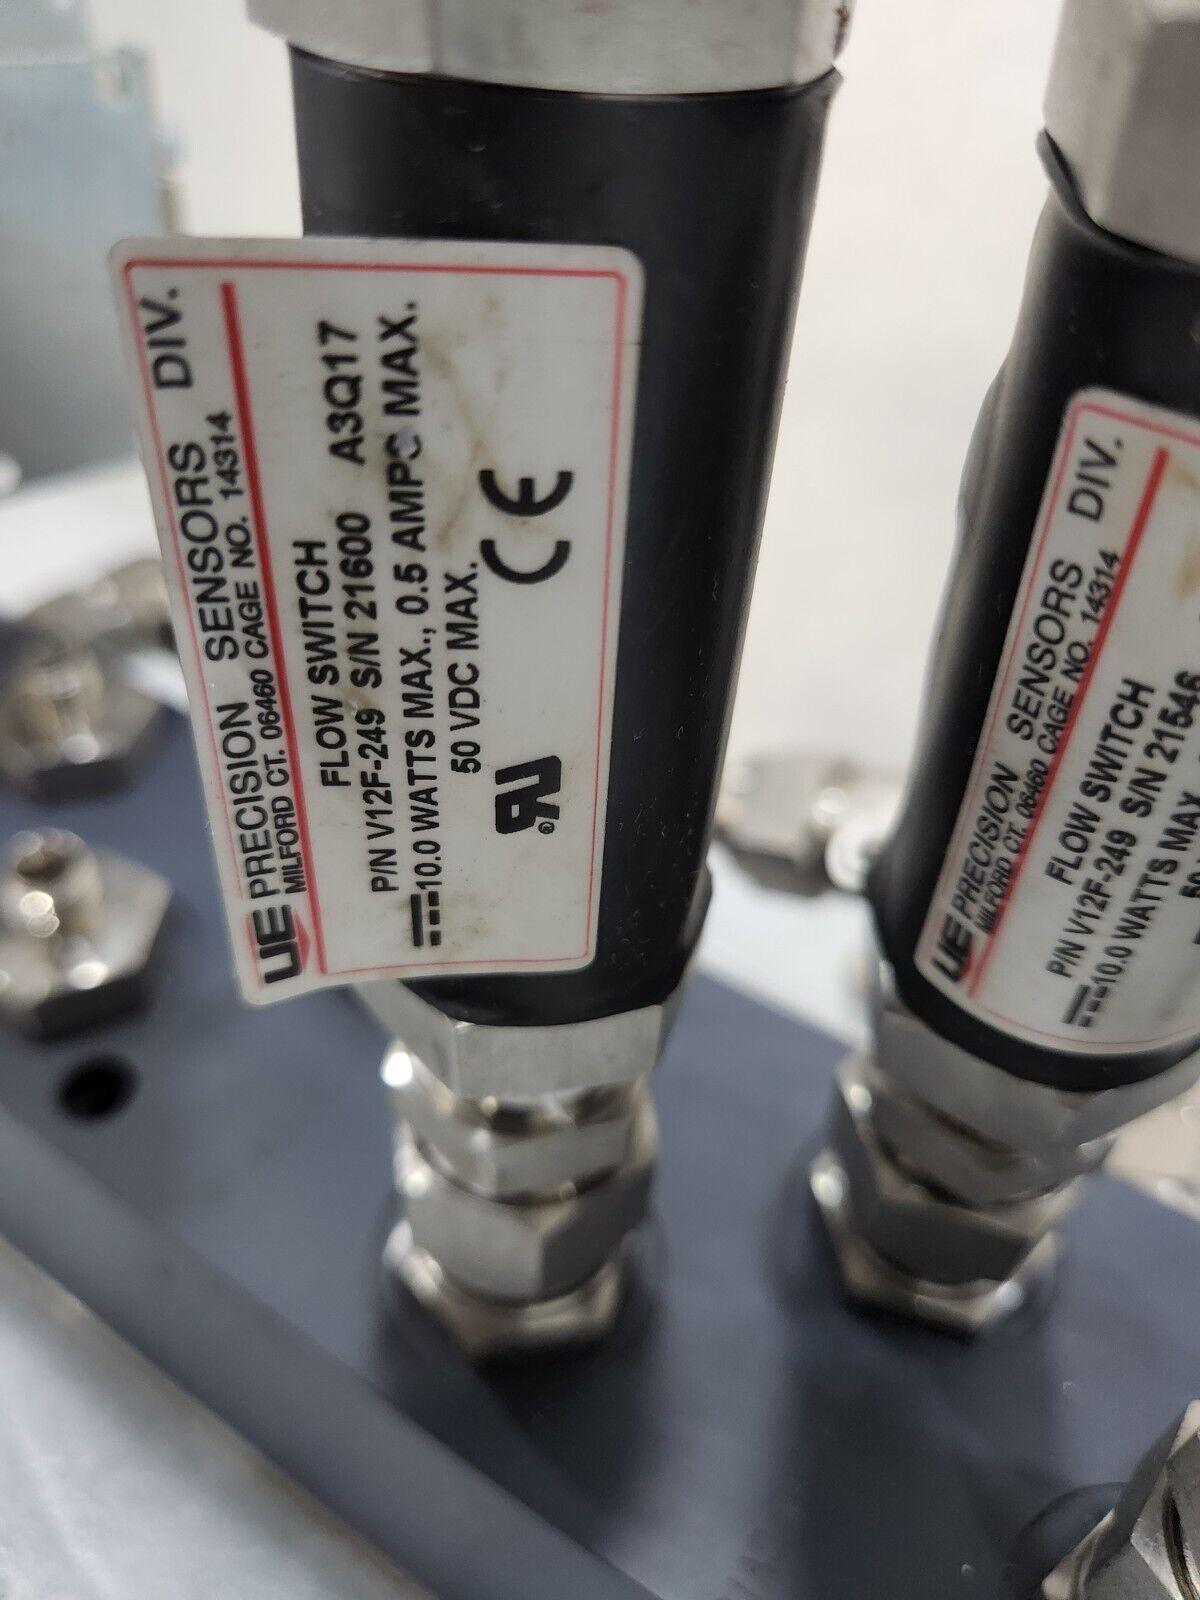 UE PRECISION SENSORS DIV.
MILFORD CT. 06460 CAGE NO. 14314
FLOW SWITCH
P/N V12F-249 S/N 21600 A3Q17
10.0 WATTS MAX., 0.5 AMPS MAX.
50 VDC MAX.
UR® CE
UE PRECISION SENSORS DIV.
MILFORD CT. 06460 CAGE NO. 14314
FLOW SWITCH
P/N V12F-249 S/N 21546
10.0 WATTS MAX.
50